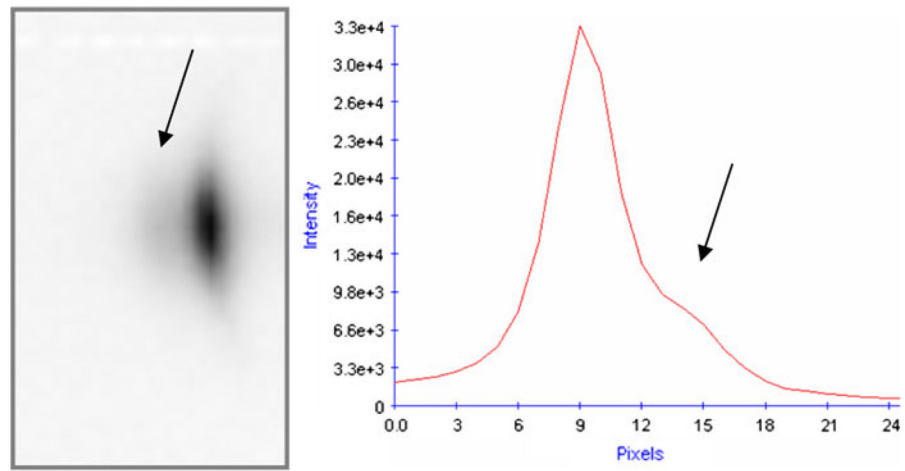 3.3e+4
3.0e+4
2.6e+4
2.3e+4
2.0e+4
1.6e+4
1.3e+4
9.8e+3
6.6e+3
3.3e+3
0
Intensity
0.0 3 6 9 12 15 18 21 24
Pixels